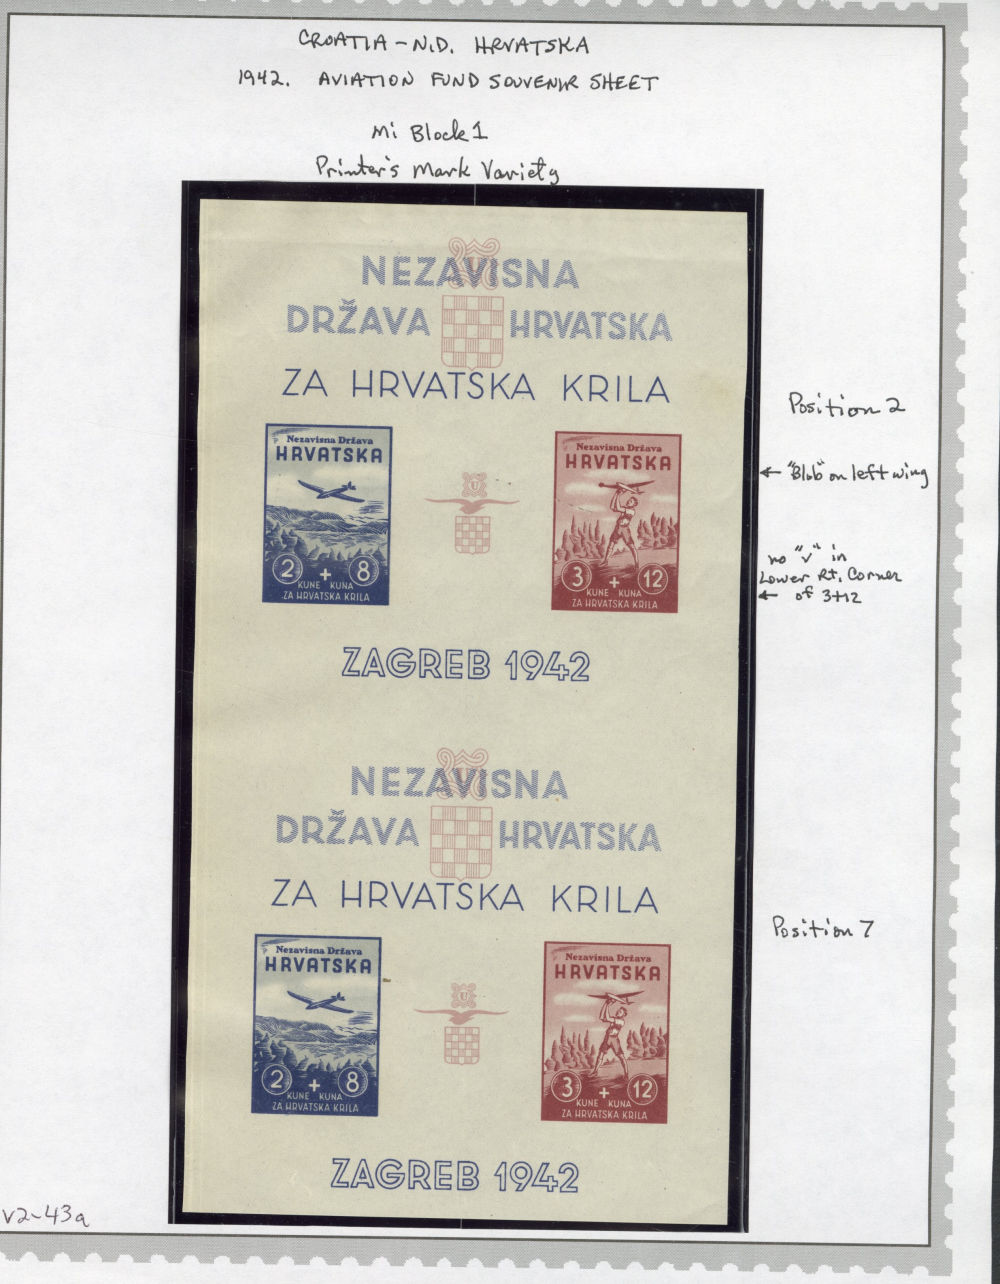 CROATIA - N.D. HRVATSKA
1942. AVIATION FUND SOUVENIR SHEET
Mi Block 1
Printer's Mark Variety
NEZAVISNA
DRŽAVA HRVATSKA
ZA HRVATSKA KRILA
Nezavisna Država
HRVATSKA
2 + 8
KUNE KUNA
ZA HRVATSKA KRILA
U
Nezavisna Država
HRVATSKA
3 + 12
KUNE KUNA
ZA HRVATSKA KRILA
ZAGREB 1942
Position 2
← "Blob" on left wing
no "v" in
Lower Rt. Corner
← of 3+12
NEZAVISNA
DRŽAVA HRVATSKA
ZA HRVATSKA KRILA
Nezavisna Država
HRVATSKA
2 + 8
KUNE KUNA
ZA HRVATSKA KRILA
U
Nezavisna Država
HRVATSKA
3 + 12
KUNE KUNA
ZA HRVATSKA KRILA
ZAGREB 1942
Position 7
V2-43a